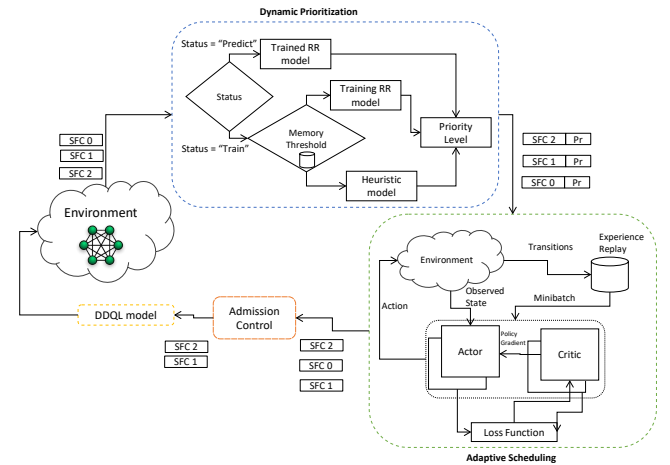 Dynamic Prioritization
Status = "Predict"
Trained RR
model
Training RR
model
Status
Memory
Threshold
Priority
Level
Status = "Train"
Heuristic
model
SFC 0
SFC 1
SFC 2
SFC 2 Pr
SFC 1 Pr
SFC 0 Pr
Environment
Environment
Transitions
Experience
Replay
Observed
State
Minibatch
Action
DDQL model
Admission
Control
SFC 2
SFC 1
SFC 2
SFC 0
SFC 1
Actor
Policy
Gradient
Critic
Loss Function
Adaptive Scheduling